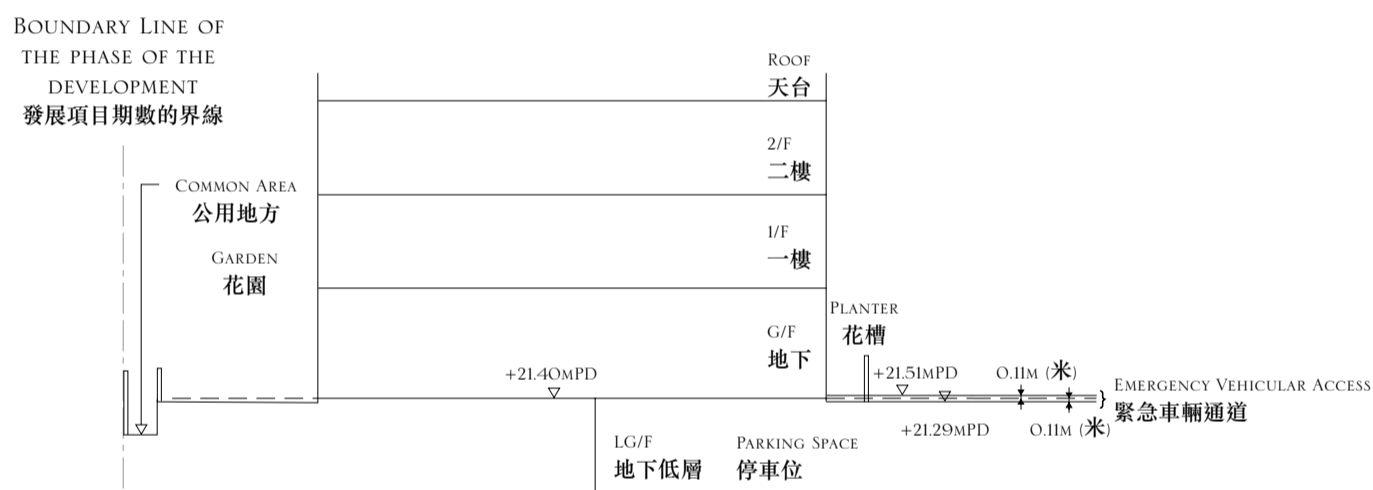 BOUNDARY LINE OF
THE PHASE OF THE
DEVELOPMENT
發展項目期數的界線
ROOF
天台
2/F
二樓
COMMON AREA
公用地方
1/F
一樓
GARDEN
花園
PLANTER
花槽
G/F
地下
+21.40MPD
+21.51MPD
0.11M (米)
EMERGENCY VEHICULAR ACCESS
緊急車輛通道
+21.29MPD
0.11M (米)
LG/F
地下低層
PARKING SPACE
停車位